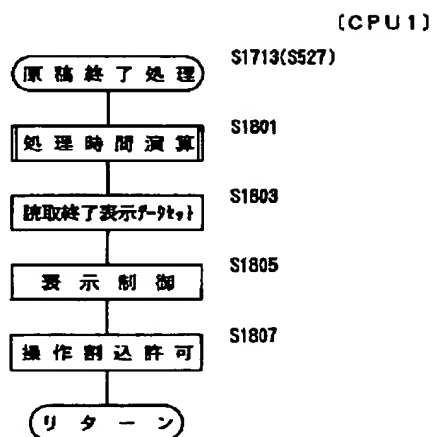 〔CPU1〕
原稿終了処理 S1713(S527)
処理時間演算 S1801
読取終了表示データセット S1803
表示制御 S1805
操作割込許可 S1807
リターン